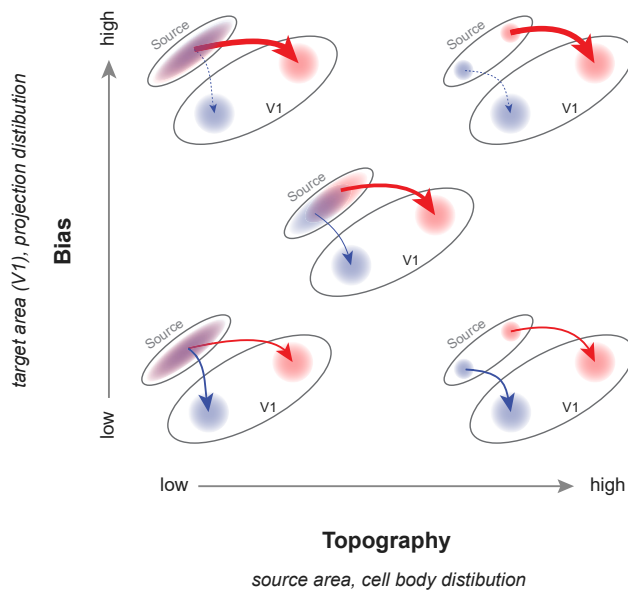 high
Source
V1
Source
V1
target area (V1), projection distibution
Bias
Source
V1
Source
V1
Source
V1
low
low
high
Topography
source area, cell body distibution